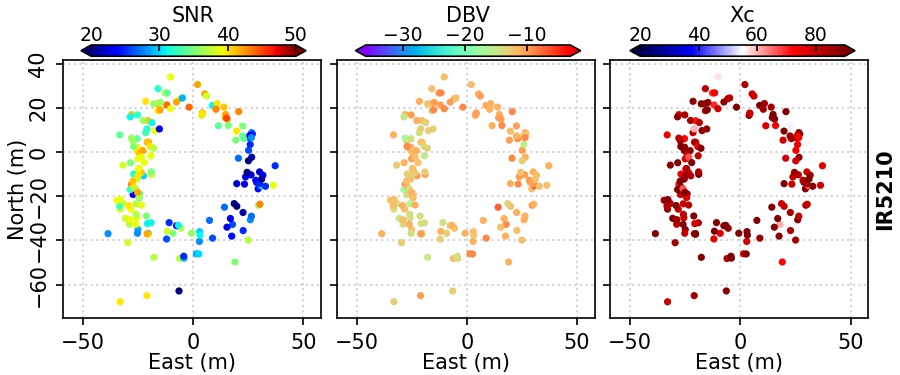 SNR DBV Xc
20 30 40 50 −30 −20 −10 20 40 60 80
40
20
0
−20
−40
−60
North (m)
IR5210
−50 0 50 −50 0 50 −50 0 50
East (m) East (m) East (m)